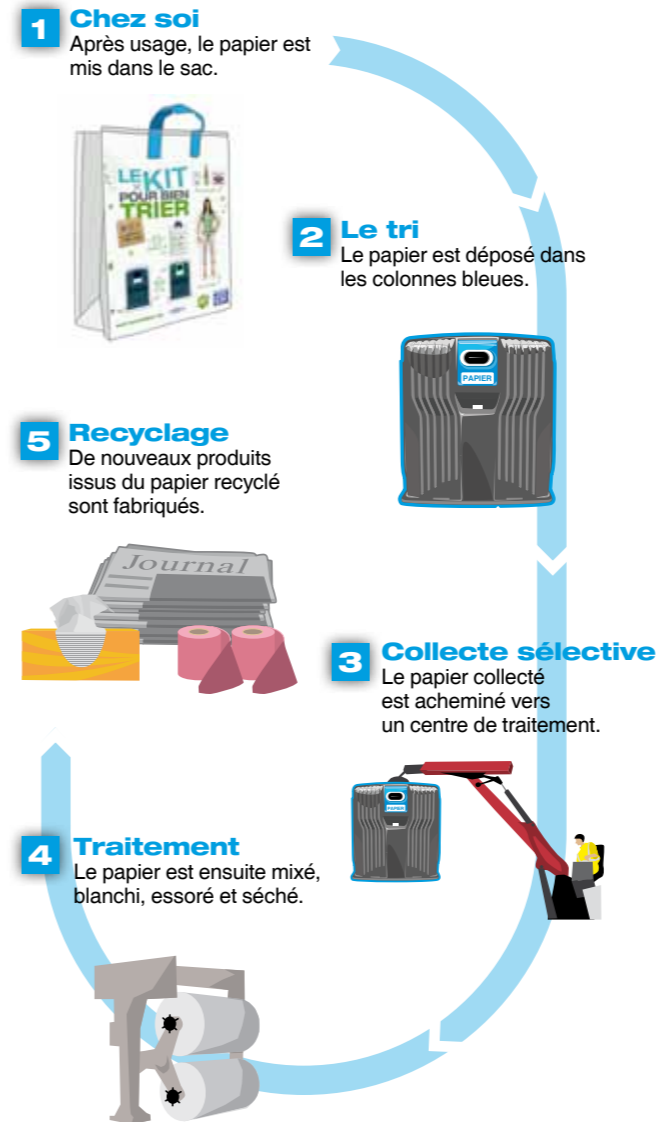 1 Chez soi
Après usage, le papier est
mis dans le sac.
LE KIT
POUR BIEN
TRIER
2 Le tri
Le papier est déposé dans
les colonnes bleues.
PAPIER
5 Recyclage
De nouveaux produits
issus du papier recyclé
sont fabriqués.
Journal
3 Collecte sélective
Le papier collecté
est acheminé vers
un centre de traitement.
PAPIER
4 Traitement
Le papier est ensuite mixé,
blanchi, essoré et séché.